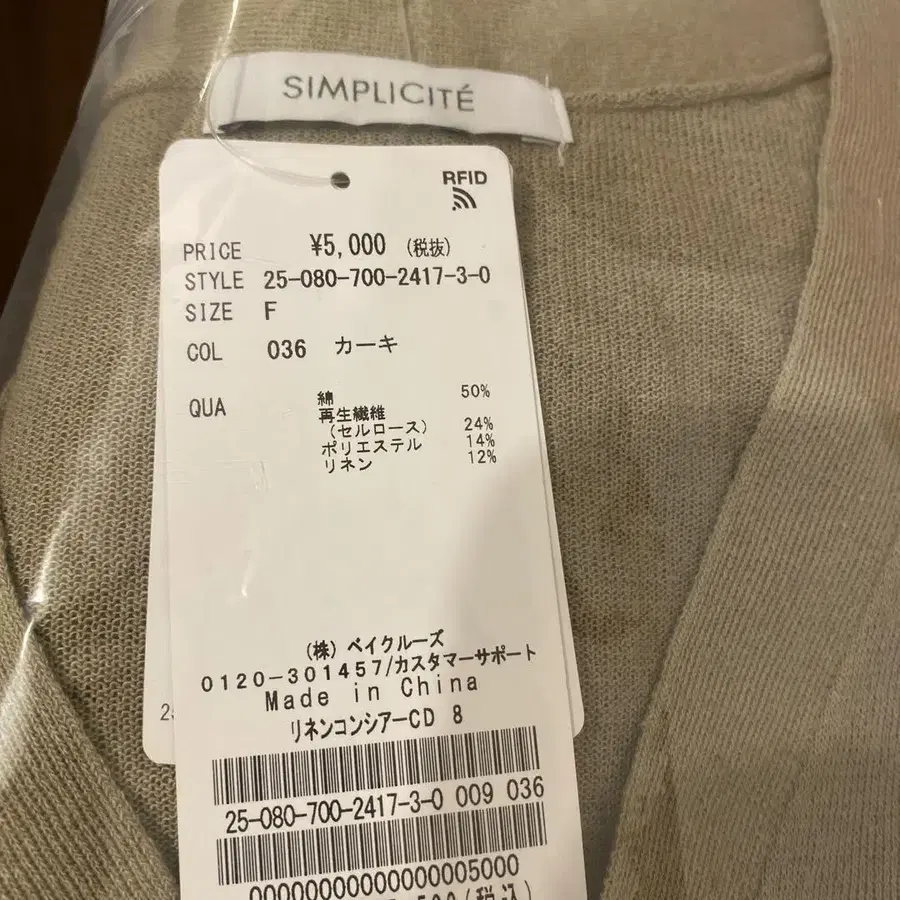 SIMPLICITÉ
RFID
PRICE ¥5,000 (税抜)
STYLE 25-080-700-2417-3-0
SIZE F
COL 036 カーキ
QUA
綿 50%
再生繊維
(セルロース) 24%
ポリエステル 14%
リネン 12%
(株) ベイクルーズ
0120-301457/カスタマーサポート
Made in China
リネンコンシアーCD 8
25-080-700-2417-3-0 009 036
00000000000000005000
(税込)